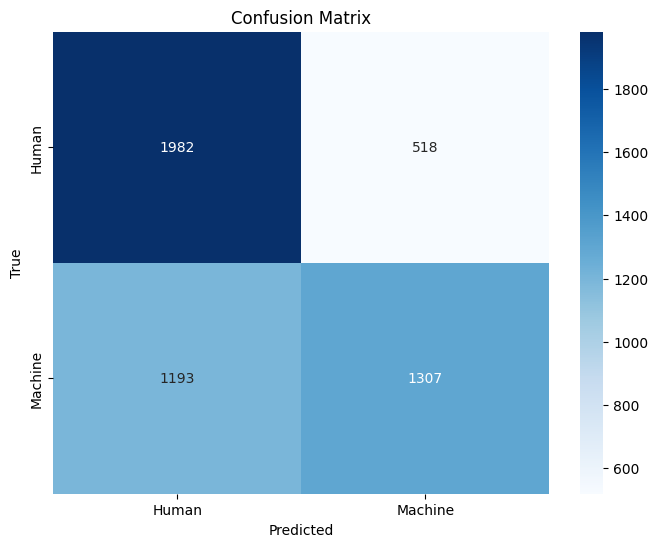 Confusion Matrix
Human
Machine
True
1982
518
1193
1307
Human
Machine
Predicted
1800
1600
1400
1200
1000
800
600